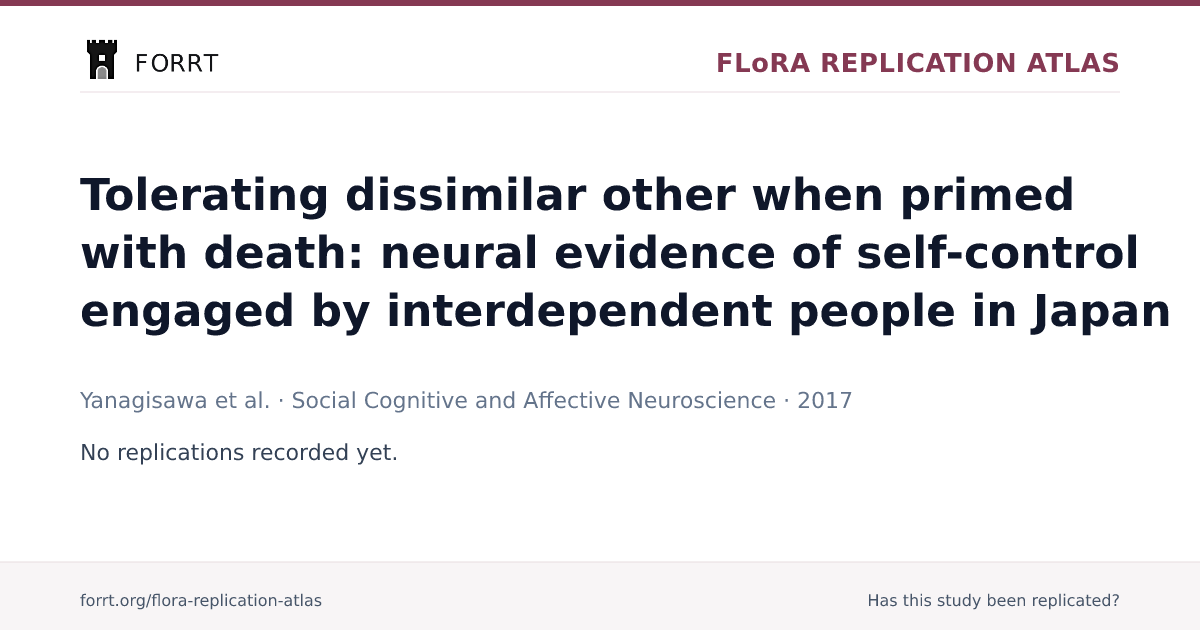 FORRT
FLoRA REPLICATION ATLAS
Tolerating dissimilar other when primed
with death: neural evidence of self-control
engaged by interdependent people in Japan
Yanagisawa et al. · Social Cognitive and Affective Neuroscience · 2017
No replications recorded yet.
forrt.org/flora-replication-atlas
Has this study been replicated?